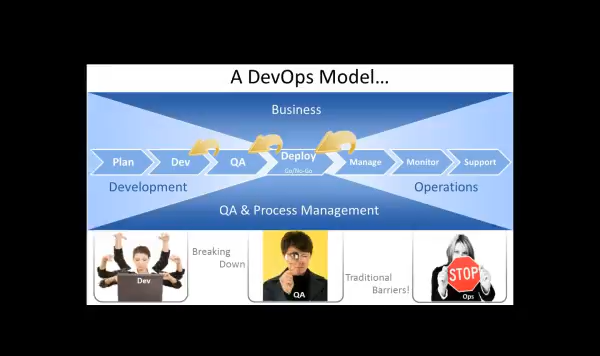 A DevOps Model...
Business
Plan
Dev
QA
Deploy
Go/No-Go
Manage
Monitor
Support
Development
Operations
QA & Process Management
Dev
Breaking
Down
QA
Traditional
Barriers!
STOP
Ops